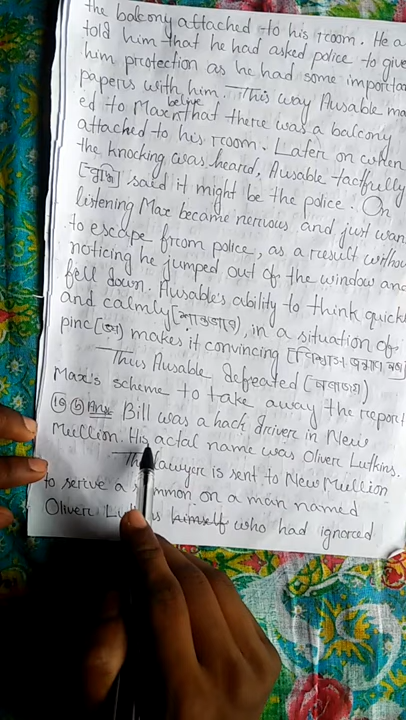 the balcony attached to his room. He a
told him that he had asked police to give
him protection as he had some importan
papers with him. This way Ausable ma
ed to Max belive that there was a balcony
attached to his room. Later on when
the knocking was heard, Ausable tactfully
said it might be the police. On
listening Max became nervous and just wan
to escape from police, as a result withou
noticing he jumped out of the window and
fell down. Ausable's ability to think quick
and calmly [শান্তভাবে], in a situation of
pinc makes it convincing
Thus Ausable defeated
Max's scheme to take away the report
16 b Ans Bill was a hack driver in New
Mullion. His actal name was Oliver Lutkins.
The lawyer is sent to New Mullion
to serve a summon on a man named
Oliver Lutkins himself who had ignored